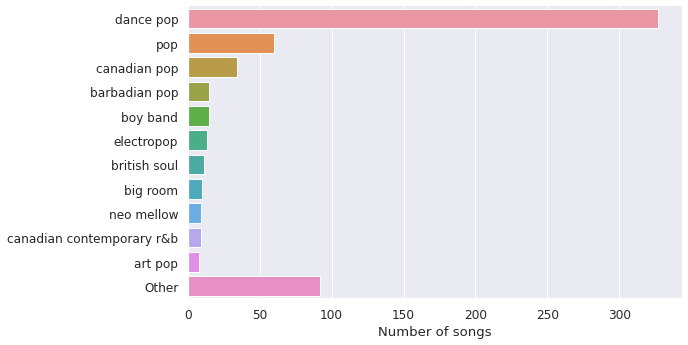 dance pop
pop
canadian pop
barbadian pop
boy band
electropop
british soul
big room
neo mellow
canadian contemporary r&b
art pop
Other
0 50 100 150 200 250 300
Number of songs